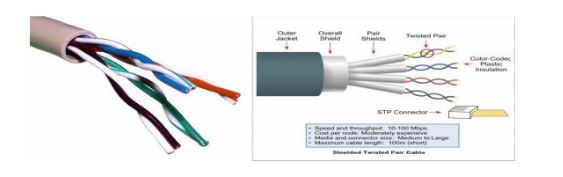 Outer Jacket
Overall Shield
Pair Shields
Twisted Pair
Color-Codec Plastic Insulation
STP Connector
• Speed and throughput: 10-100 Mbps
• Cost per node: Moderately expensive
• Media and connector size: Medium to Large
• Maximum cable length: 100m (short)
Shielded Twisted Pair Cable